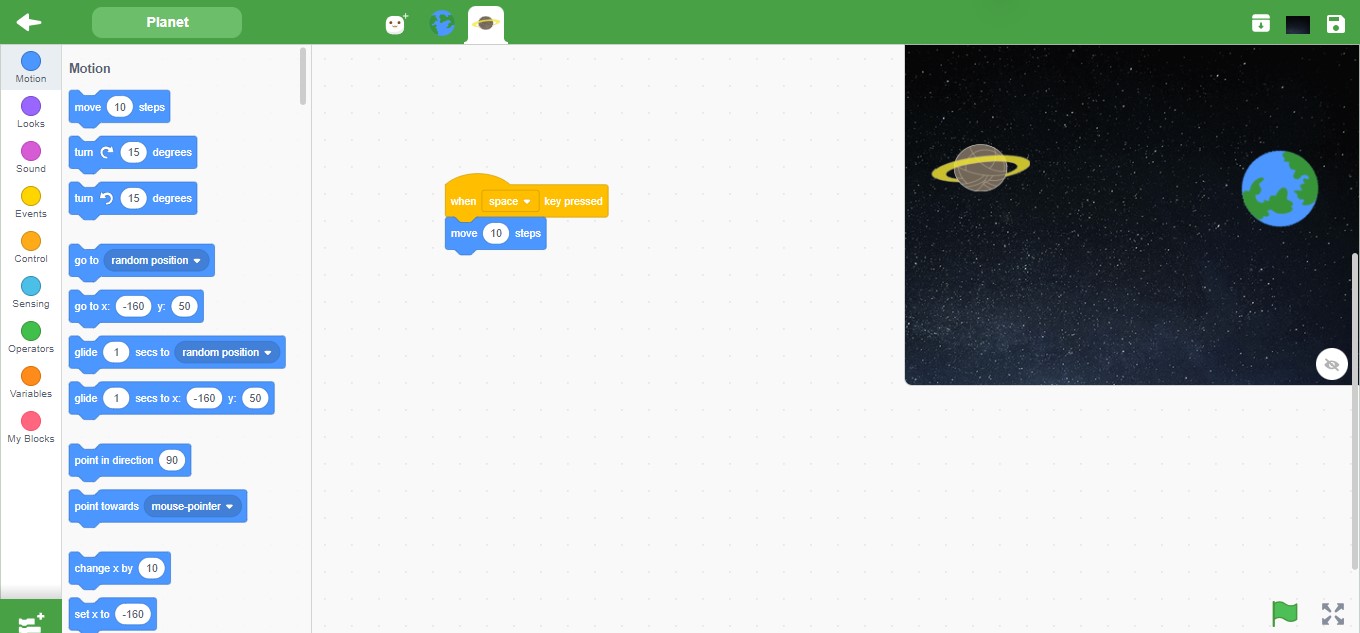 Planet
Motion
Looks
Sound
Events
Control
Sensing
Operators
Variables
My Blocks
Motion
move 10 steps
turn 15 degrees
turn 15 degrees
go to random position
go to x: -160 y: 50
glide 1 secs to random position
glide 1 secs to x: -160 y: 50
point in direction 90
point towards mouse-pointer
change x by 10
set x to -160
when space key pressed
move 10 steps